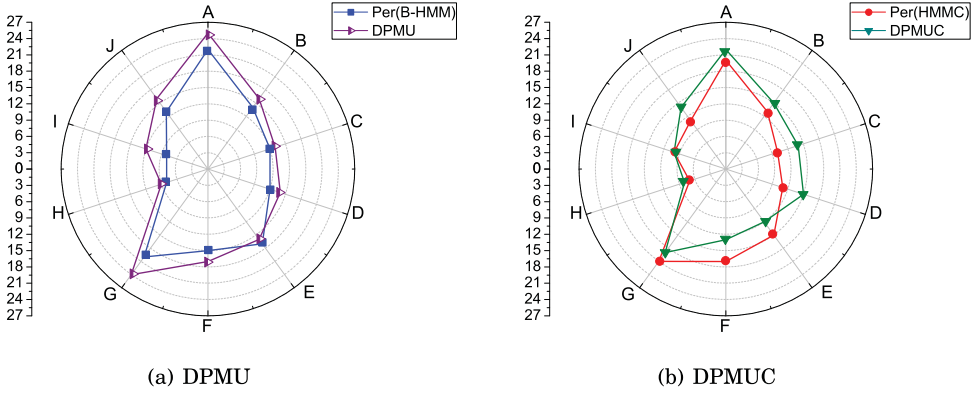 27
24
21
18
15
12
9
6
3
0
3
6
9
12
15
18
21
24
27
A
B
C
D
E
F
G
H
I
J
Per(B-HMM)
DPMU
(a) DPMU
27
24
21
18
15
12
9
6
3
0
3
6
9
12
15
18
21
24
27
A
B
C
D
E
F
G
H
I
J
Per(HMMC)
DPMUC
(b) DPMUC